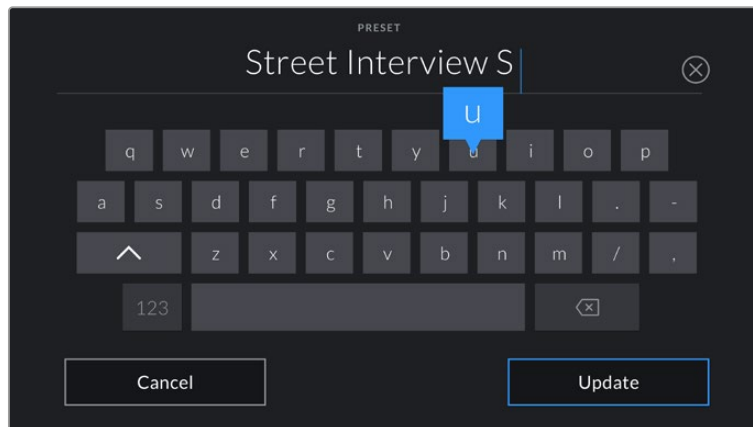 PRESET
Street Interview S
u
q w e r t y u i o p
a s d f g h j k l . -
z x c v b n m / ,
123
Cancel Update